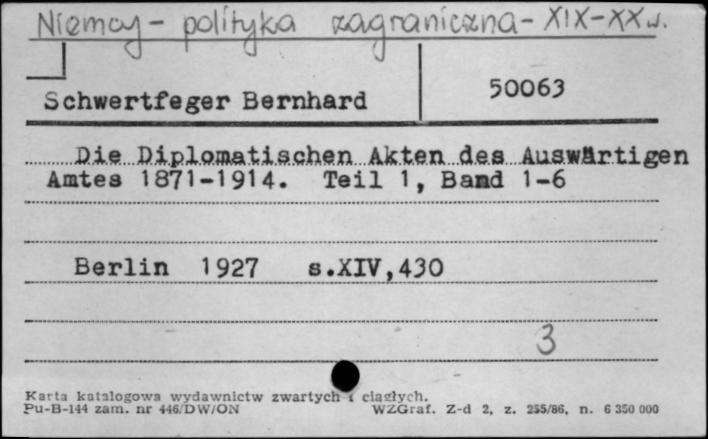 Niemcy - polityka zagraniczna - XIX-XX w.
Schwertfeger Bernhard
50063
Die Diplomatischen Akten des Auswärtigen
Amtes 1871-1914. Teil 1, Band 1-6
Berlin 1927 s.XIV,430
3
Karta katalogowa wydawnictw zwartych i ciągłych.
Pu-B-144 zam. nr 446/DW/ON WZGraf. Z-d 2, z. 255/86, n. 6 350 000